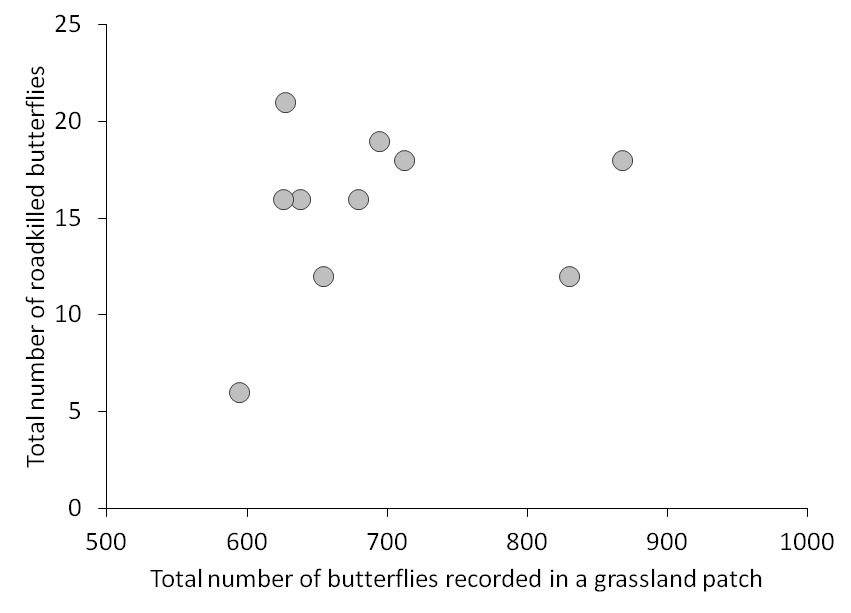 Total number of roadkilled butterflies
25
20
15
10
5
0
500 600 700 800 900 1000
Total number of butterflies recorded in a grassland patch